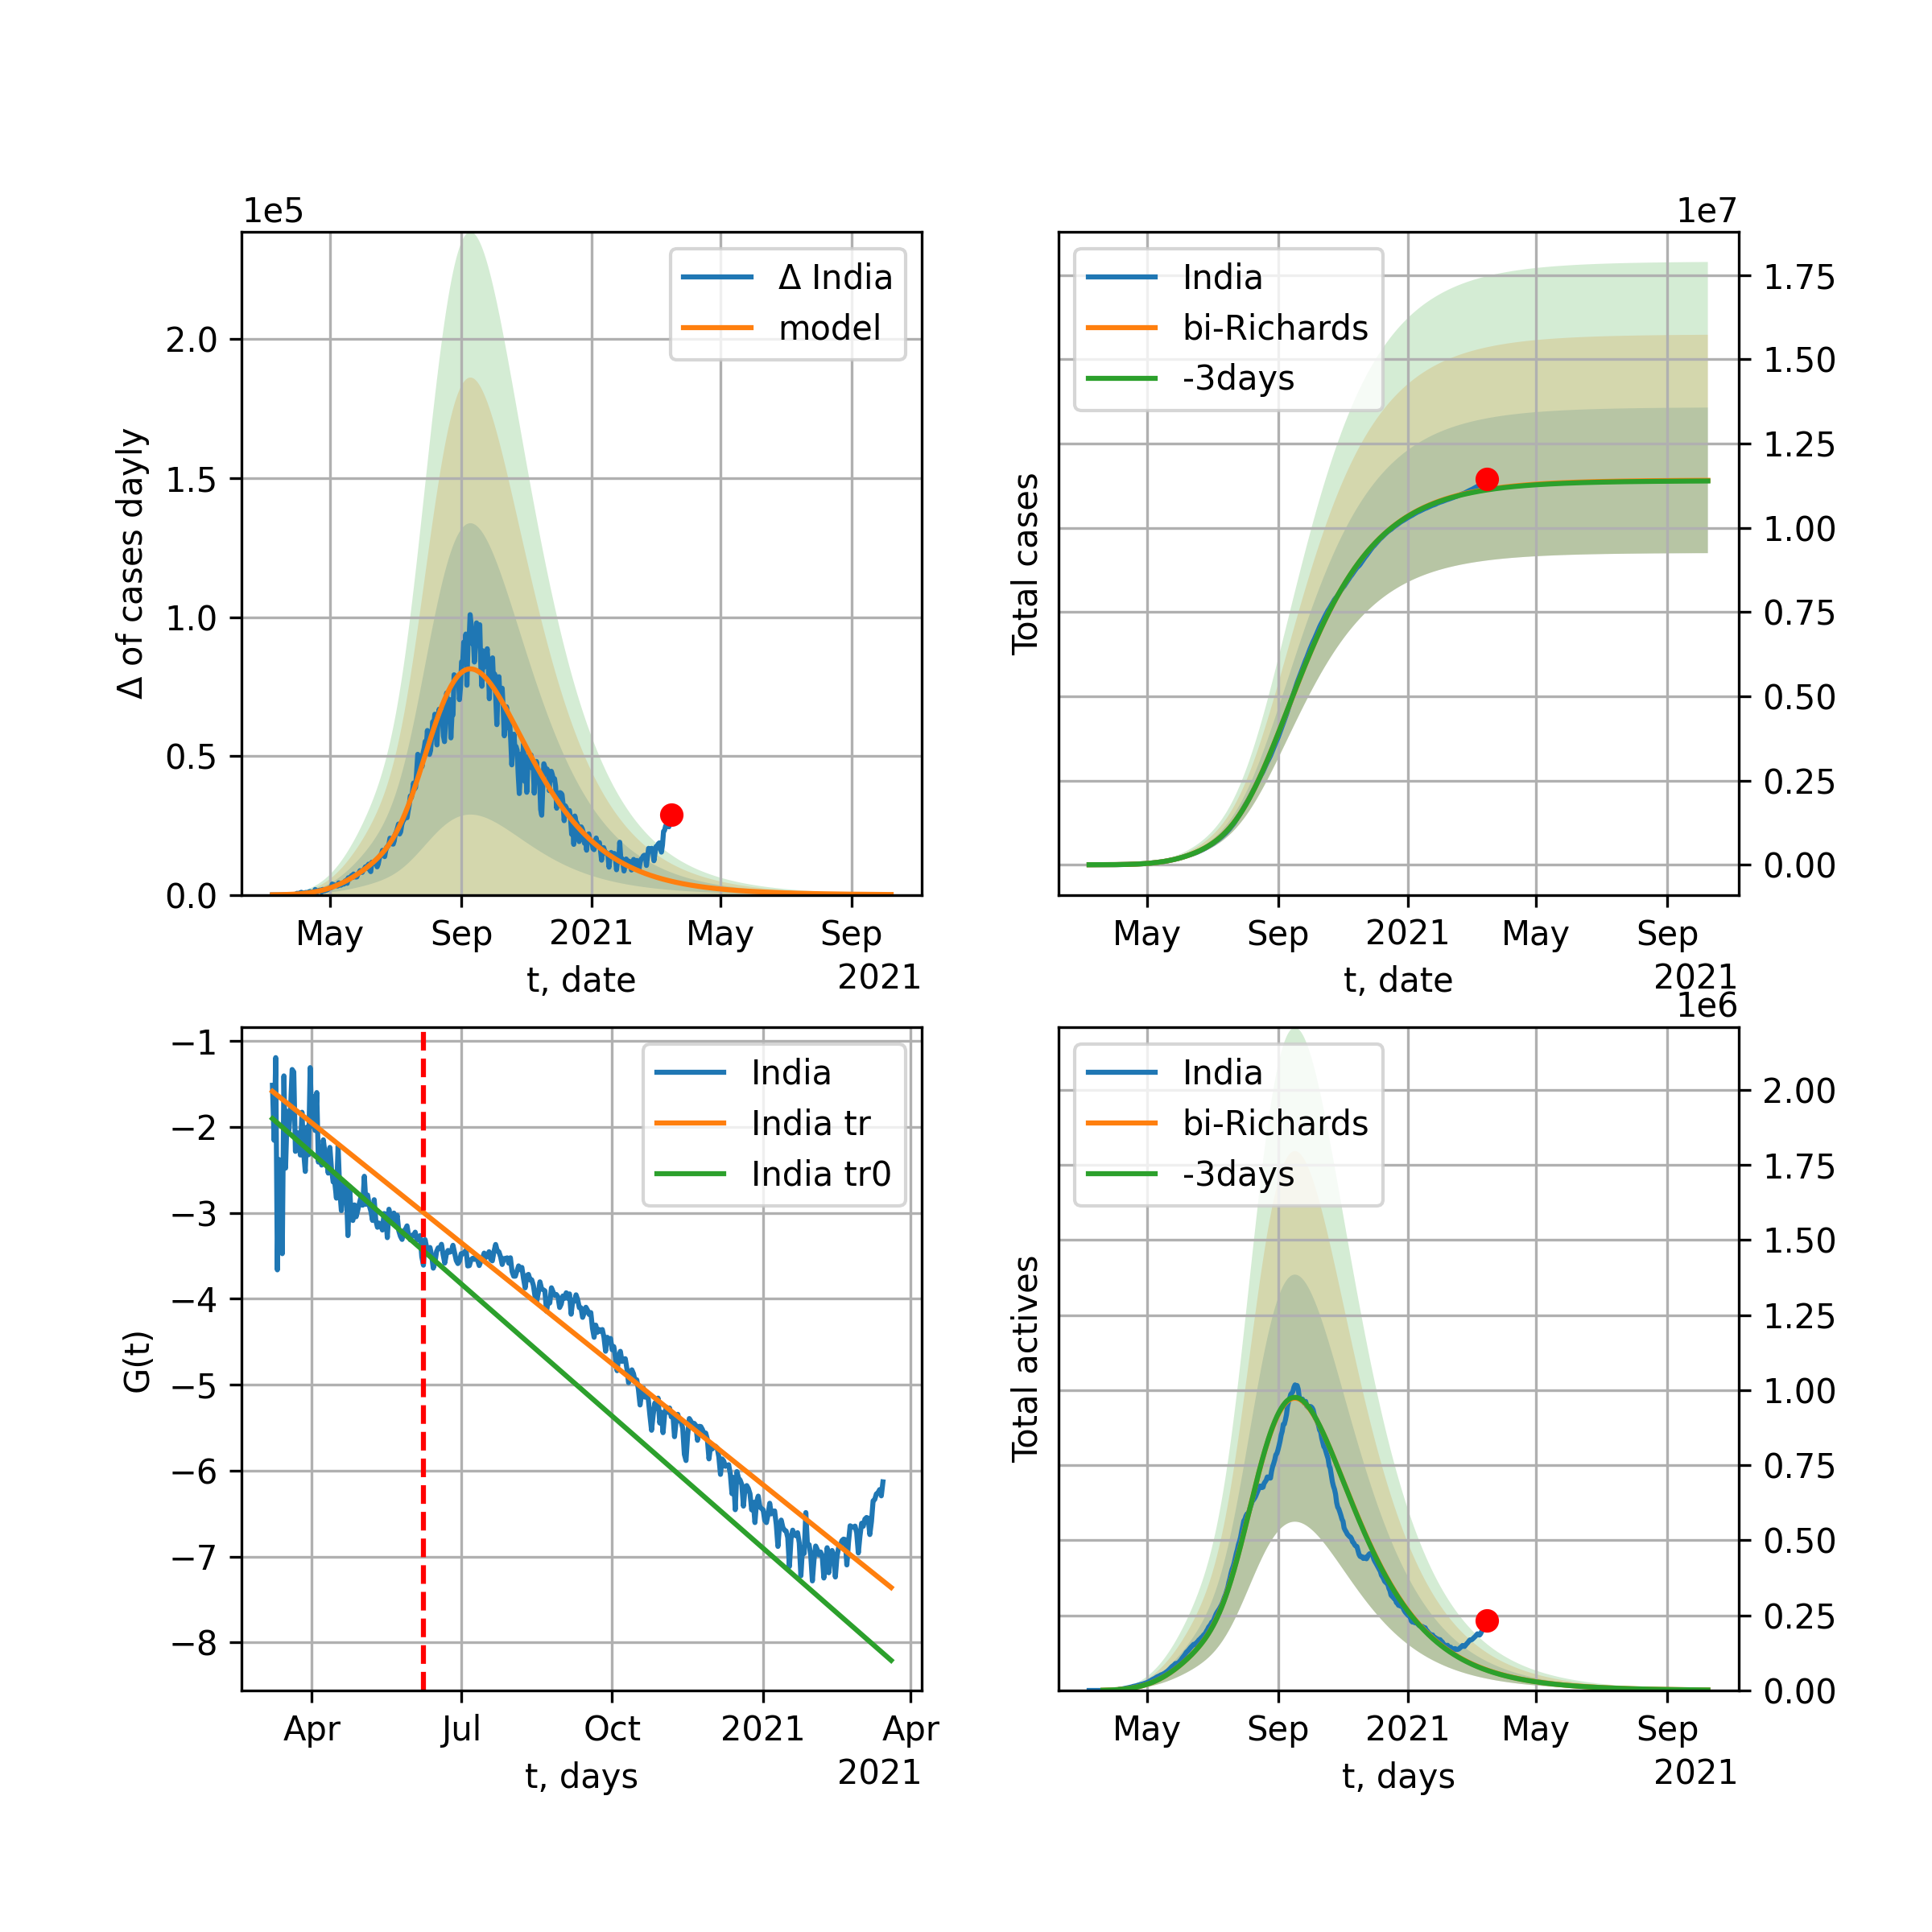 1e5
Δ India
model
2.0
1.5
1.0
0.5
0.0
Δ of cases dayly
May Sep 2021 May Sep
t, date 2021
1e7
India
bi-Richards
-3days
1.75
1.50
1.25
1.00
0.75
0.50
0.25
0.00
Total cases
May Sep 2021 May Sep
t, date 2021
India
India tr
India tr0
−1
−2
−3
−4
−5
−6
−7
−8
G(t)
Apr Jul Oct 2021 Apr
t, days 2021
1e6
India
bi-Richards
-3days
2.00
1.75
1.50
1.25
1.00
0.75
0.50
0.25
0.00
Total actives
May Sep 2021 May Sep
t, days 2021